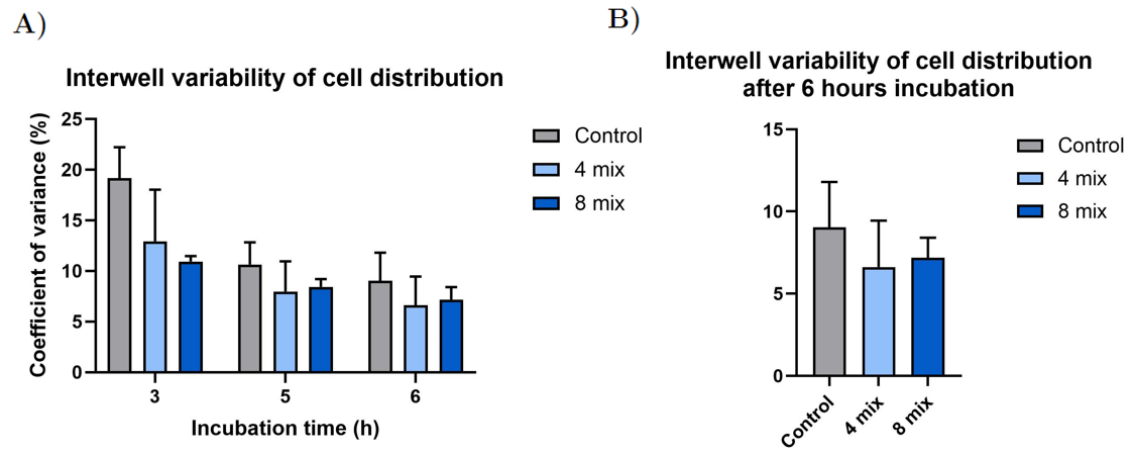 A)
Interwell variability of cell distribution
Coefficient of variance (%)
25
20
15
10
5
0
3
5
6
Incubation time (h)
Control
4 mix
8 mix
B)
Interwell variability of cell distribution
after 6 hours incubation
15
10
5
0
Control
4 mix
8 mix
Control
4 mix
8 mix